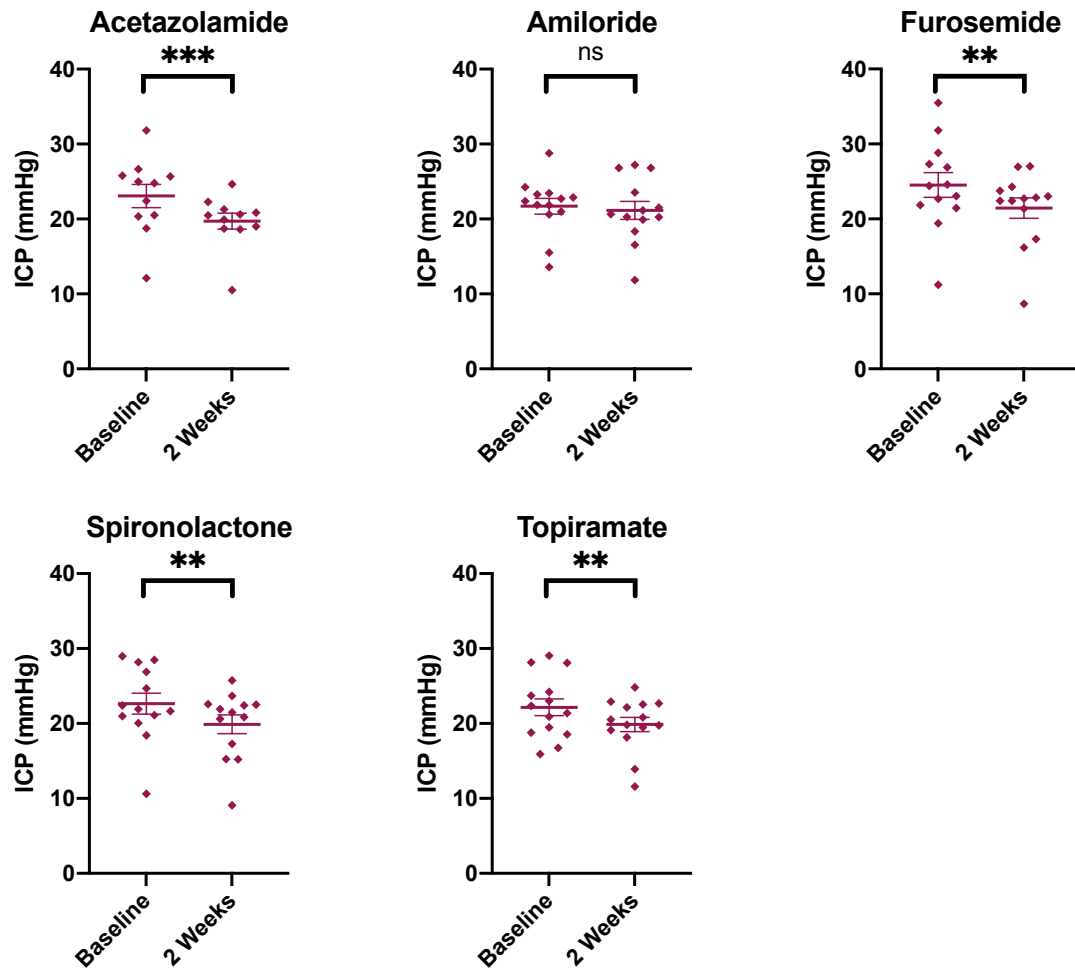 Acetazolamide
***
ICP (mmHg)
40
30
20
10
0
Baseline
2 Weeks
Amiloride
ns
ICP (mmHg)
40
30
20
10
0
Baseline
2 Weeks
Furosemide
**
ICP (mmHg)
40
30
20
10
0
Baseline
2 Weeks
Spironolactone
**
ICP (mmHg)
40
30
20
10
0
Baseline
2 Weeks
Topiramate
**
ICP (mmHg)
40
30
20
10
0
Baseline
2 Weeks